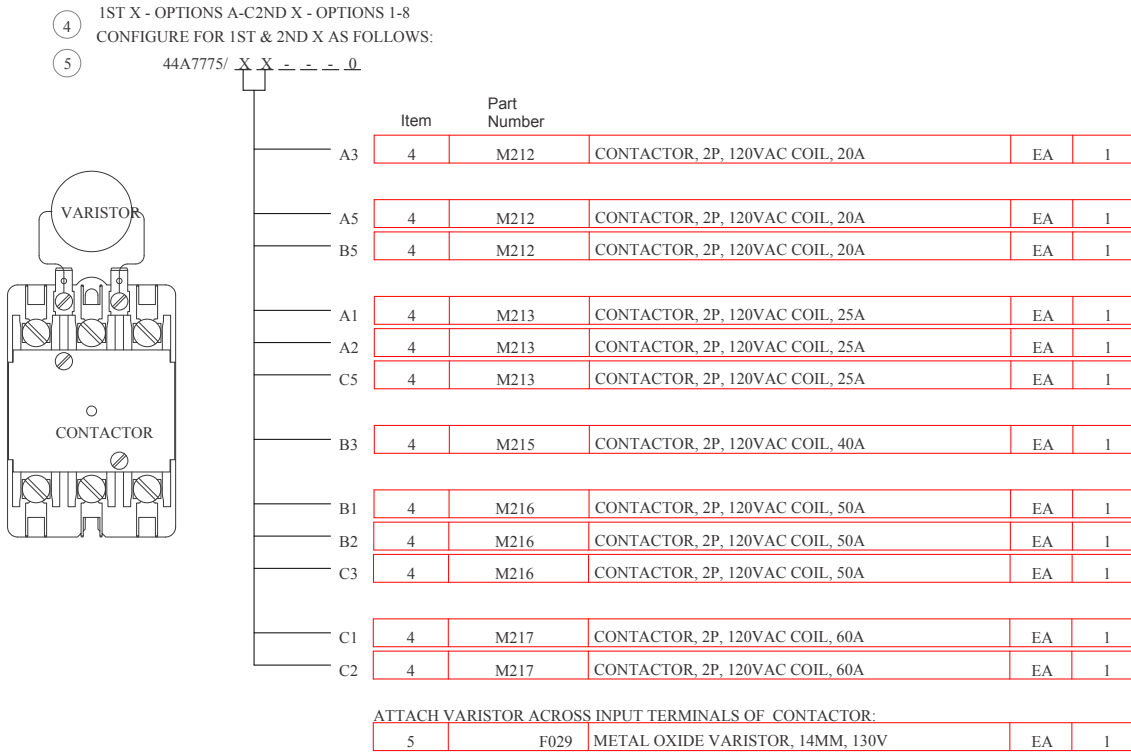 4
1ST X - OPTIONS A-C2ND X - OPTIONS 1-8
CONFIGURE FOR 1ST & 2ND X AS FOLLOWS:
5
44A7775/ X X - - - 0
Item
Part
Number
A3 4 M212 CONTACTOR, 2P, 120VAC COIL, 20A EA 1
A5 4 M212 CONTACTOR, 2P, 120VAC COIL, 20A EA 1
B5 4 M212 CONTACTOR, 2P, 120VAC COIL, 20A EA 1
A1 4 M213 CONTACTOR, 2P, 120VAC COIL, 25A EA 1
A2 4 M213 CONTACTOR, 2P, 120VAC COIL, 25A EA 1
C5 4 M213 CONTACTOR, 2P, 120VAC COIL, 25A EA 1
B3 4 M215 CONTACTOR, 2P, 120VAC COIL, 40A EA 1
B1 4 M216 CONTACTOR, 2P, 120VAC COIL, 50A EA 1
B2 4 M216 CONTACTOR, 2P, 120VAC COIL, 50A EA 1
C3 4 M216 CONTACTOR, 2P, 120VAC COIL, 50A EA 1
C1 4 M217 CONTACTOR, 2P, 120VAC COIL, 60A EA 1
C2 4 M217 CONTACTOR, 2P, 120VAC COIL, 60A EA 1
VARISTOR
CONTACTOR
ATTACH VARISTOR ACROSS INPUT TERMINALS OF CONTACTOR:
5 F029 METAL OXIDE VARISTOR, 14MM, 130V EA 1